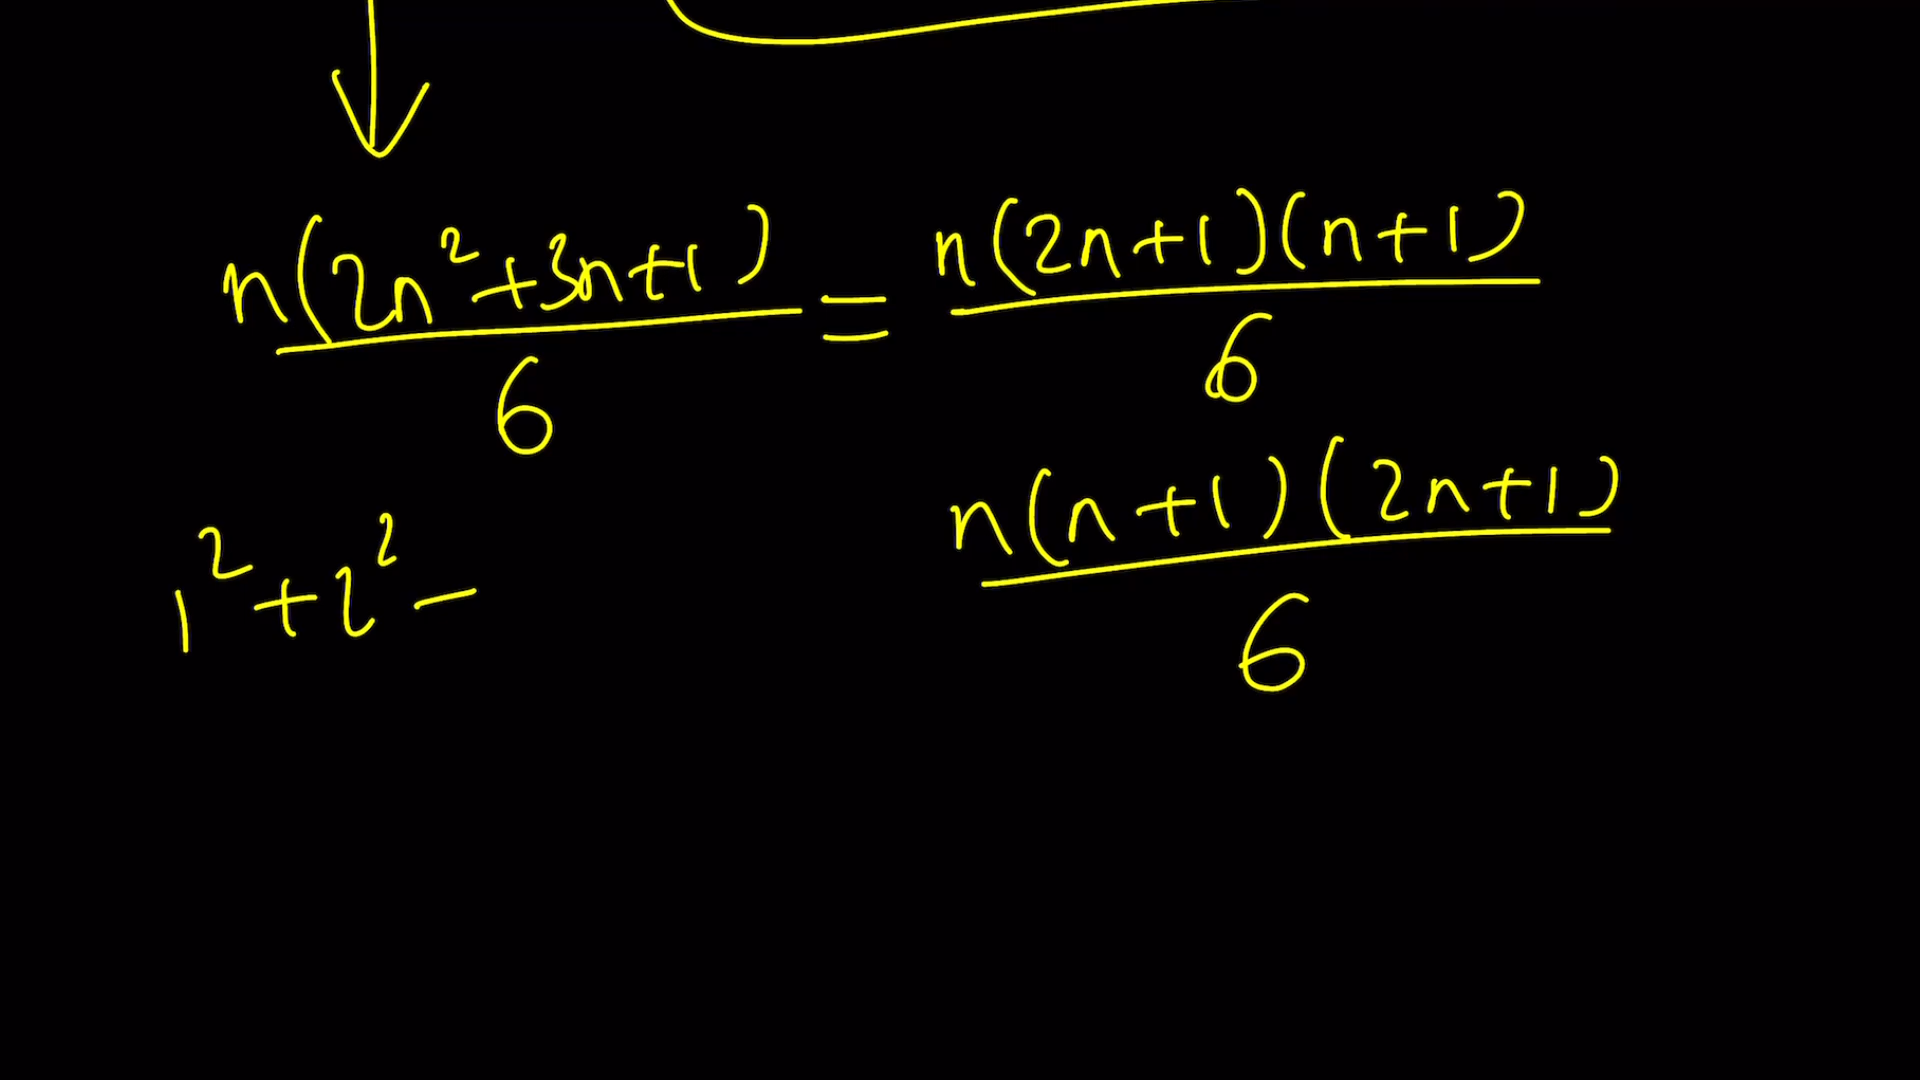 n(2n²+3n+1)/6 = n(2n+1)(n+1)/6
n(n+1)(2n+1)/6
1²+2² –